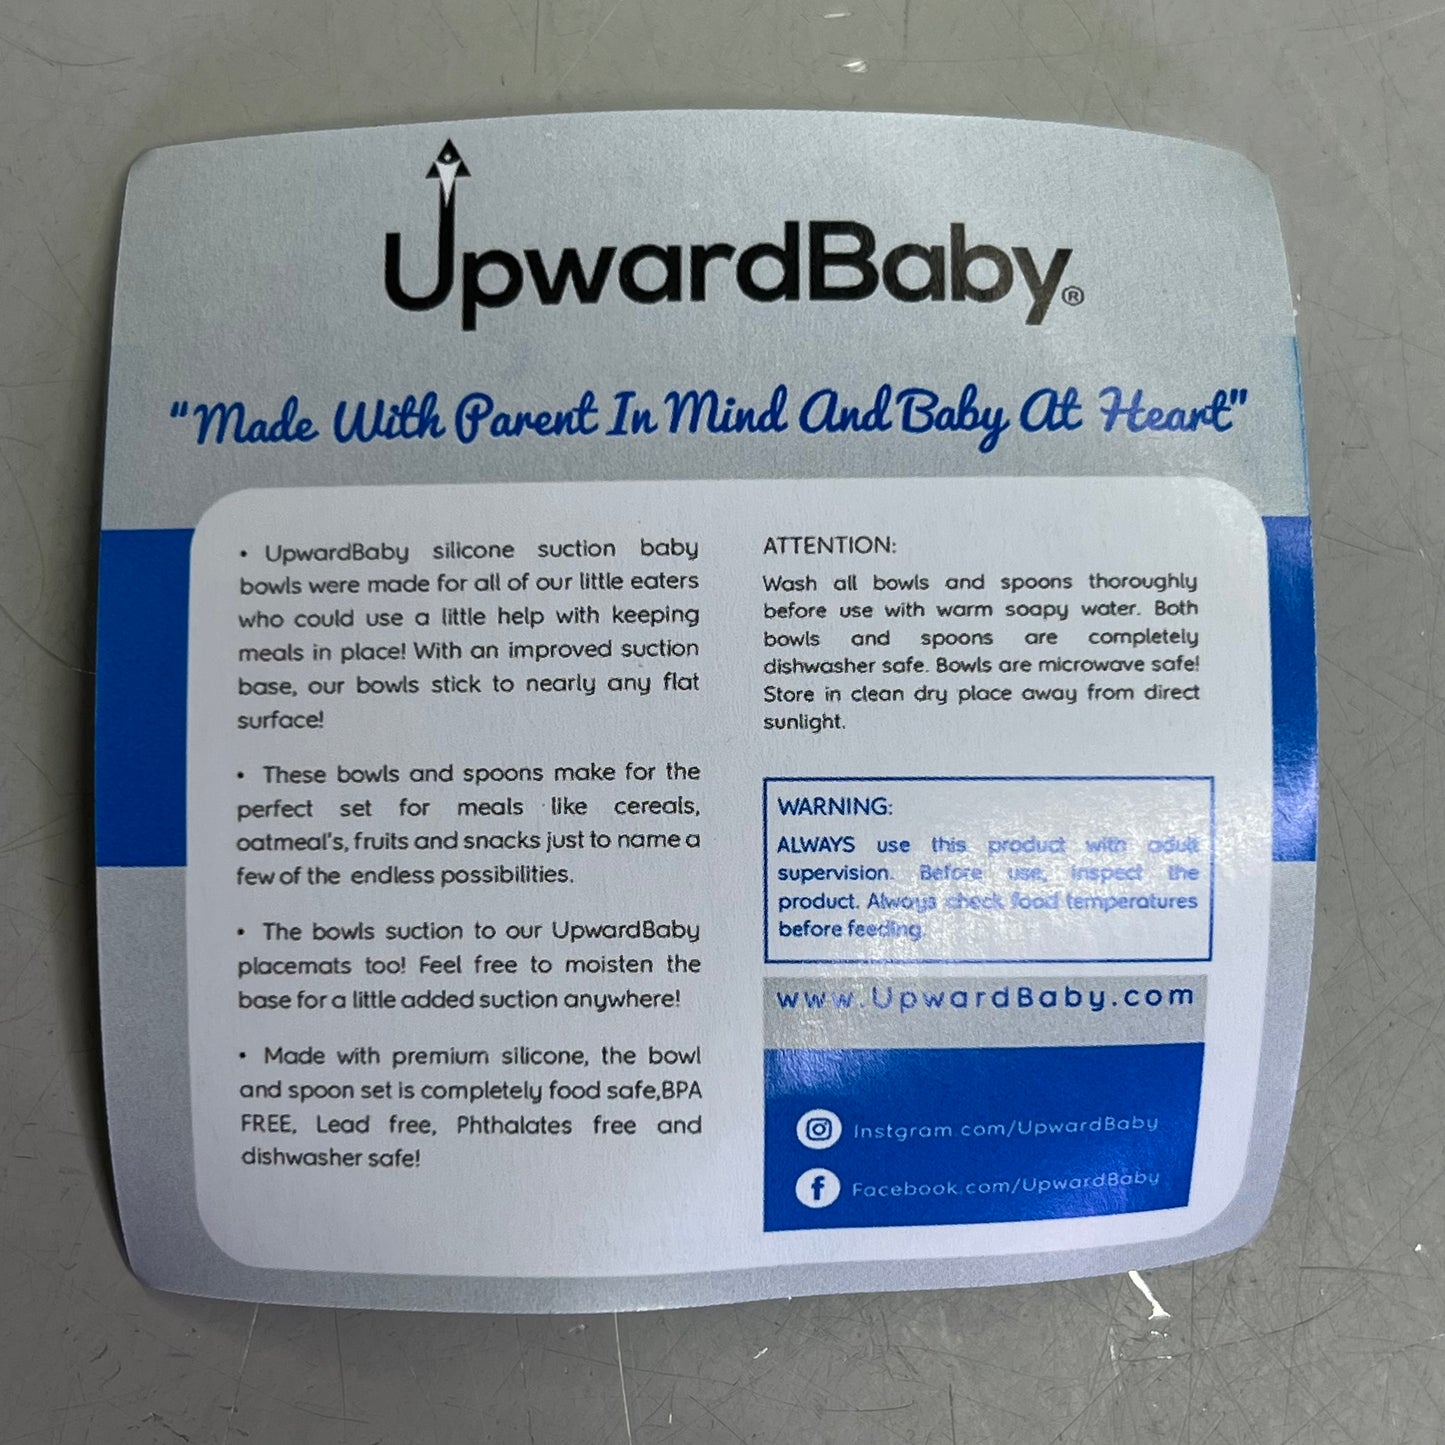 UpwardBaby®
"Made With Parent In Mind And Baby At Heart"
• UpwardBaby silicone suction baby
bowls were made for all of our little eaters
who could use a little help with keeping
meals in place! With an improved suction
base, our bowls stick to nearly any flat
surface!
• These bowls and spoons make for the
perfect set for meals like cereals,
oatmeal's, fruits and snacks just to name a
few of the endless possibilities.
• The bowls suction to our UpwardBaby
placemats too! Feel free to moisten the
base for a little added suction anywhere!
• Made with premium silicone, the bowl
and spoon set is completely food safe,BPA
FREE, Lead free, Phthalates free and
dishwasher safe!
ATTENTION:
Wash all bowls and spoons thoroughly
before use with warm soapy water. Both
bowls and spoons are completely
dishwasher safe. Bowls are microwave safe!
Store in clean dry place away from direct
sunlight.
WARNING:
ALWAYS use this product with adult
supervision. Before use, inspect the
product. Always check food temperatures
before feeding.
www.UpwardBaby.com
Instgram.com/UpwardBaby
Facebook.com/UpwardBaby